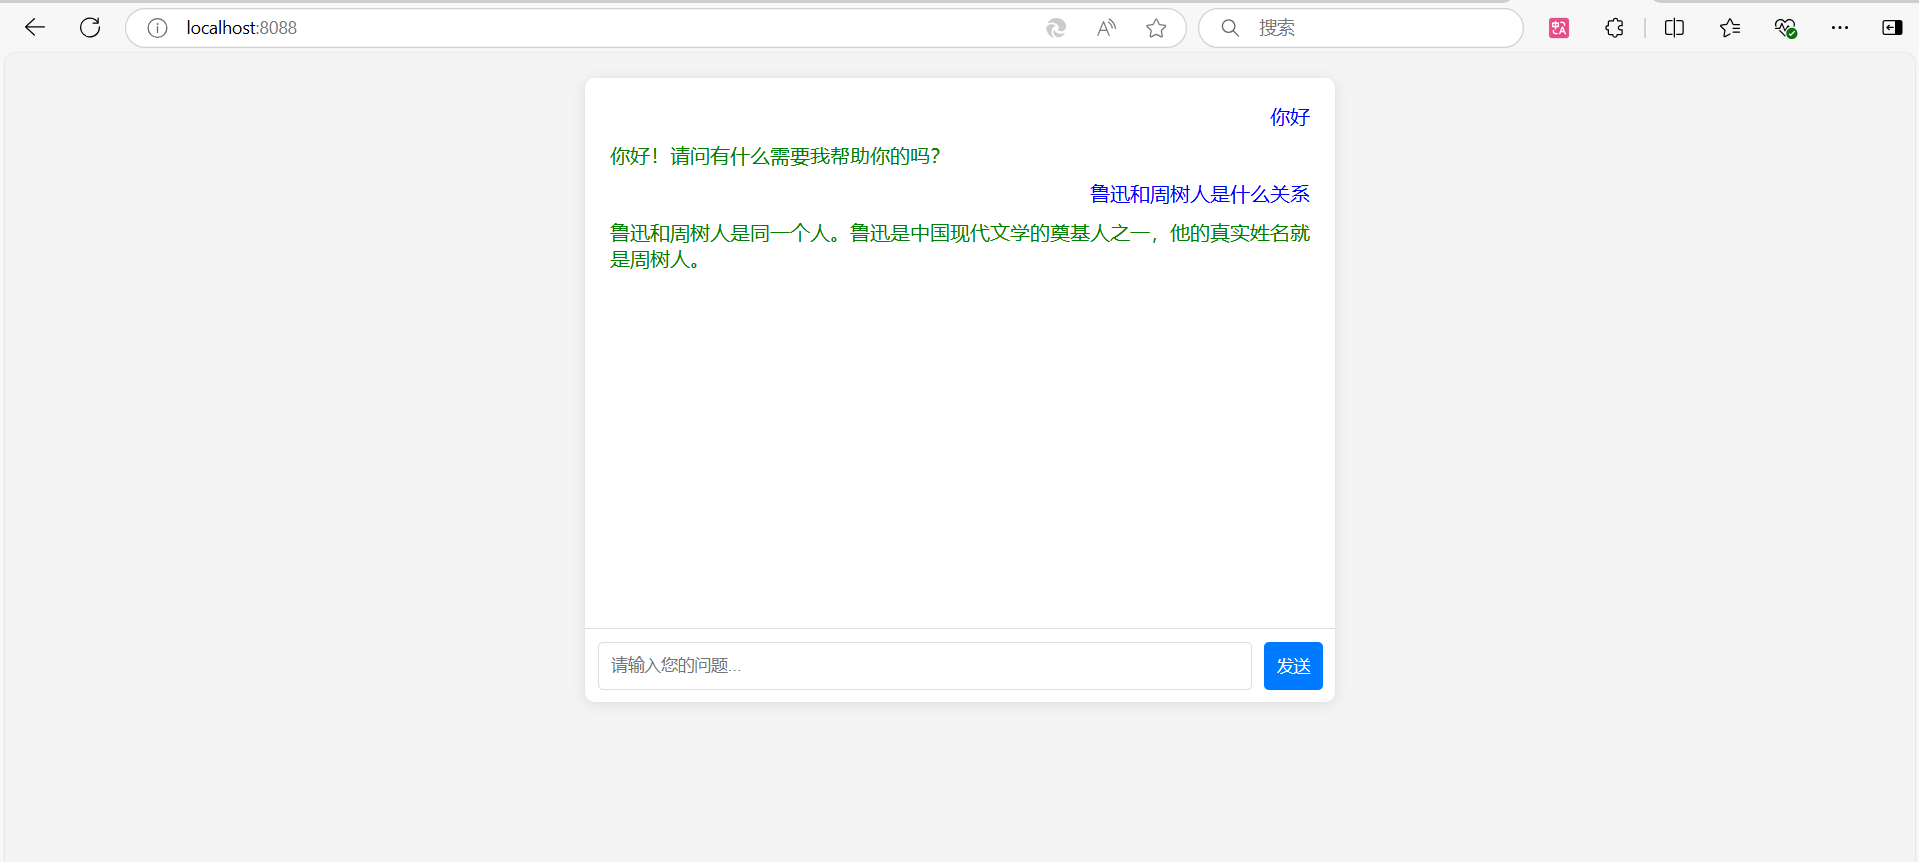 localhost:8088
搜索
你好
你好！请问有什么需要我帮助你的吗？
鲁迅和周树人是什么关系
鲁迅和周树人是同一个人。鲁迅是中国现代文学的奠基人之一，他的真实姓名就
是周树人。
请输入您的问题...
发送